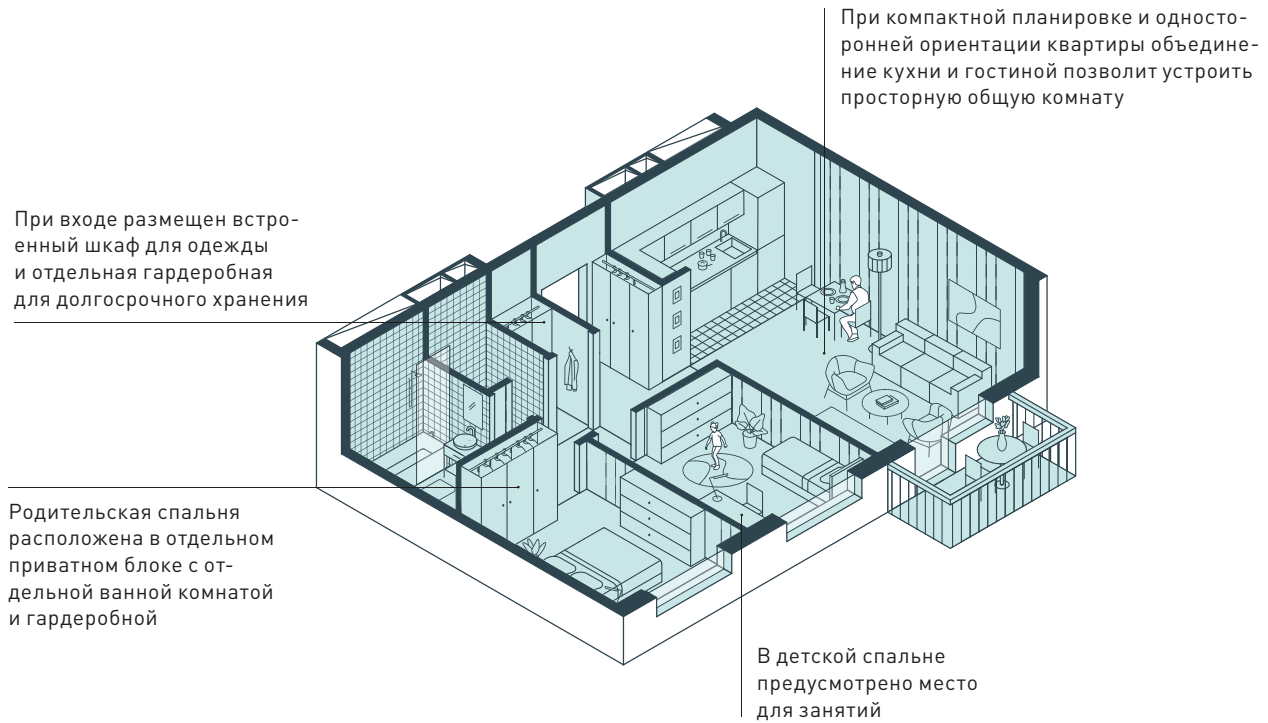 При компактной планировке и односто-
ронней ориентации квартиры объедине-
ние кухни и гостиной позволит устроить
просторную общую комнату
При входе размещен встро-
енный шкаф для одежды
и отдельная гардеробная
для долгосрочного хранения
Родительская спальня
расположена в отдельном
приватном блоке с от-
дельной ванной комнатой
и гардеробной
В детской спальне
предусмотрено место
для занятий